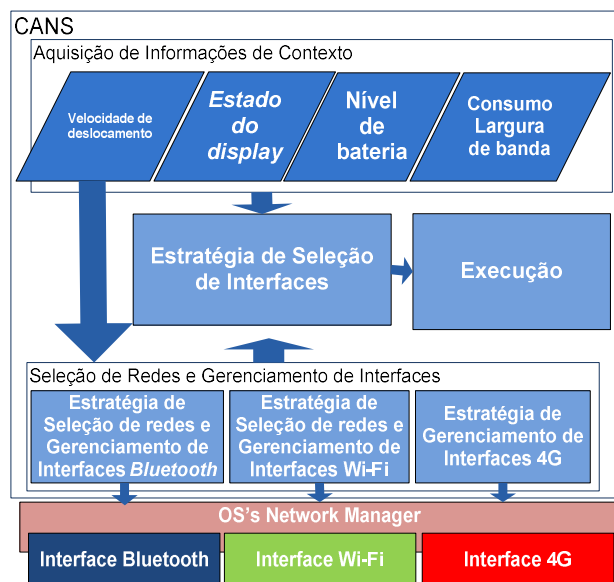 CANS
Aquisição de Informações de Contexto
Velocidade de
deslocamento
Estado
do
display
Nível
de
bateria
Consumo
Largura
de banda
Estratégia de Seleção
de Interfaces
Execução
Seleção de Redes e Gerenciamento de Interfaces
Estratégia de
Seleção de redes e
Gerenciamento de
Interfaces Bluetooth
Estratégia de
Seleção de redes e
Gerenciamento de
Interfaces Wi-Fi
Estratégia de
Gerenciamento de
Interfaces 4G
OS's Network Manager
Interface Bluetooth
Interface Wi-Fi
Interface 4G